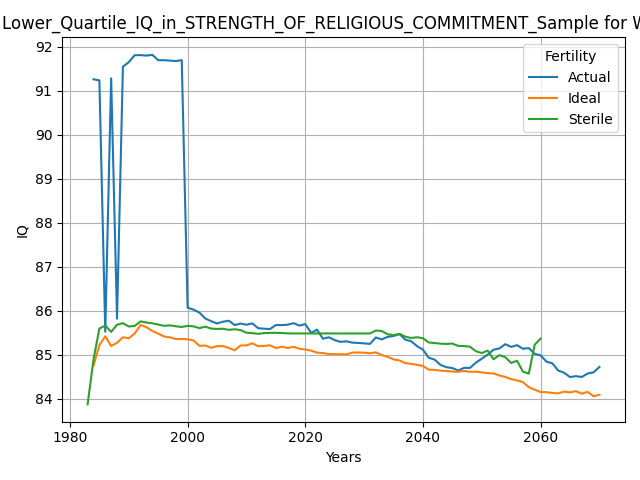 Lower_Quartile_IQ_in_STRENGTH_OF_RELIGIOUS_COMMITMENT_Sample for W
Fertility
Actual
Ideal
Sterile
92
91
90
89
88
87
86
85
84
IQ
1980
2000
2020
2040
2060
Years